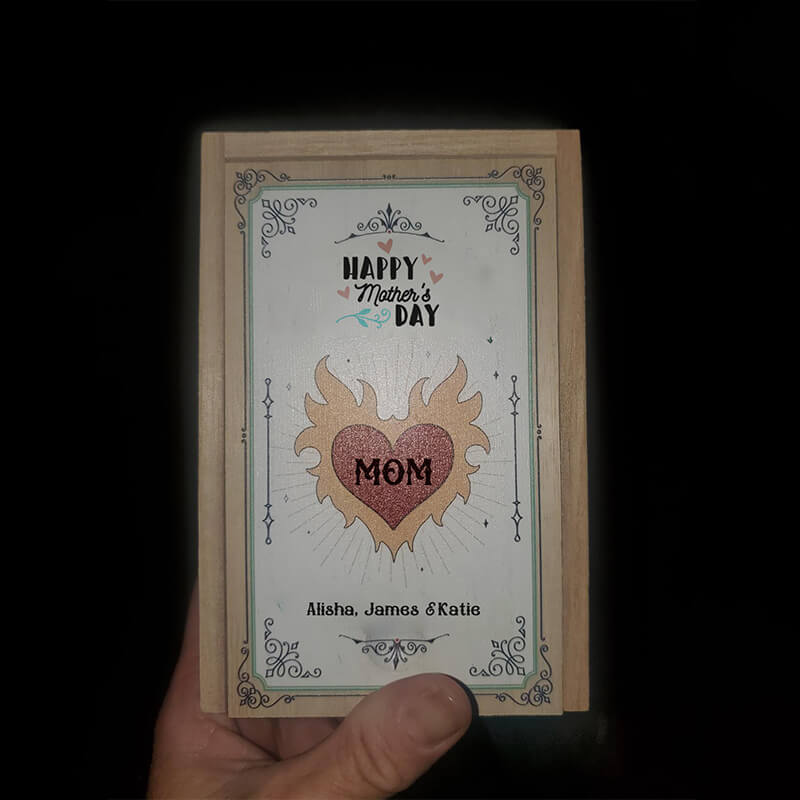 HAPPY
Mother's
DAY
MOM
Alisha, James & Katie